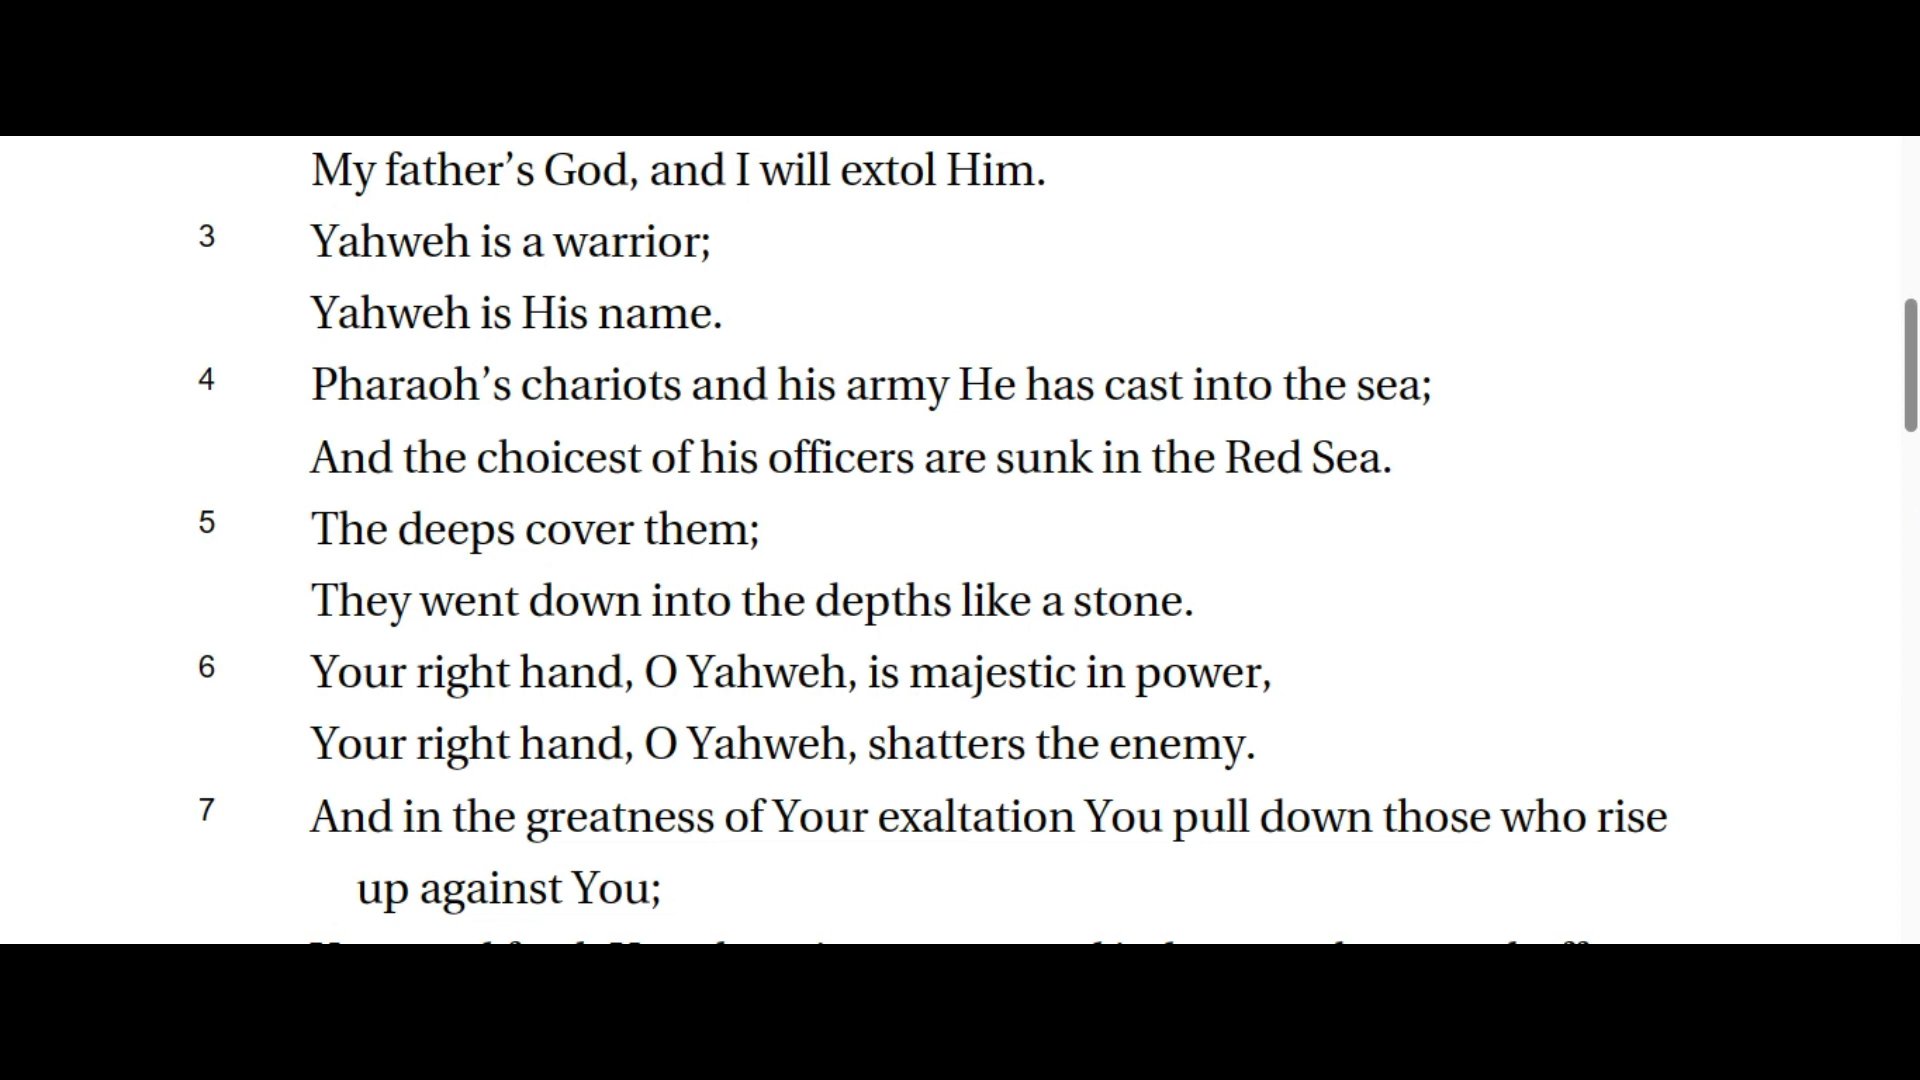 My father’s God, and I will extol Him.
3 Yahweh is a warrior;
Yahweh is His name.
4 Pharaoh’s chariots and his army He has cast into the sea;
And the choicest of his officers are sunk in the Red Sea.
5 The deeps cover them;
They went down into the depths like a stone.
6 Your right hand, O Yahweh, is majestic in power,
Your right hand, O Yahweh, shatters the enemy.
7 And in the greatness of Your exaltation You pull down those who rise
up against You;